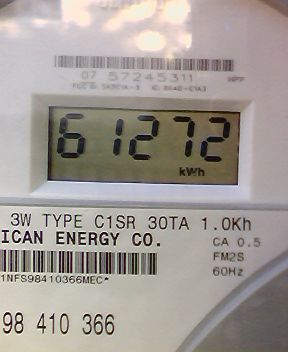 07 57245311
61272
kWh
3W TYPE C1SR 30TA 1.0Kh
ICAN ENERGY CO.
CA 0.5
FM2S
60Hz
1NFS98410366MEC*
98 410 366